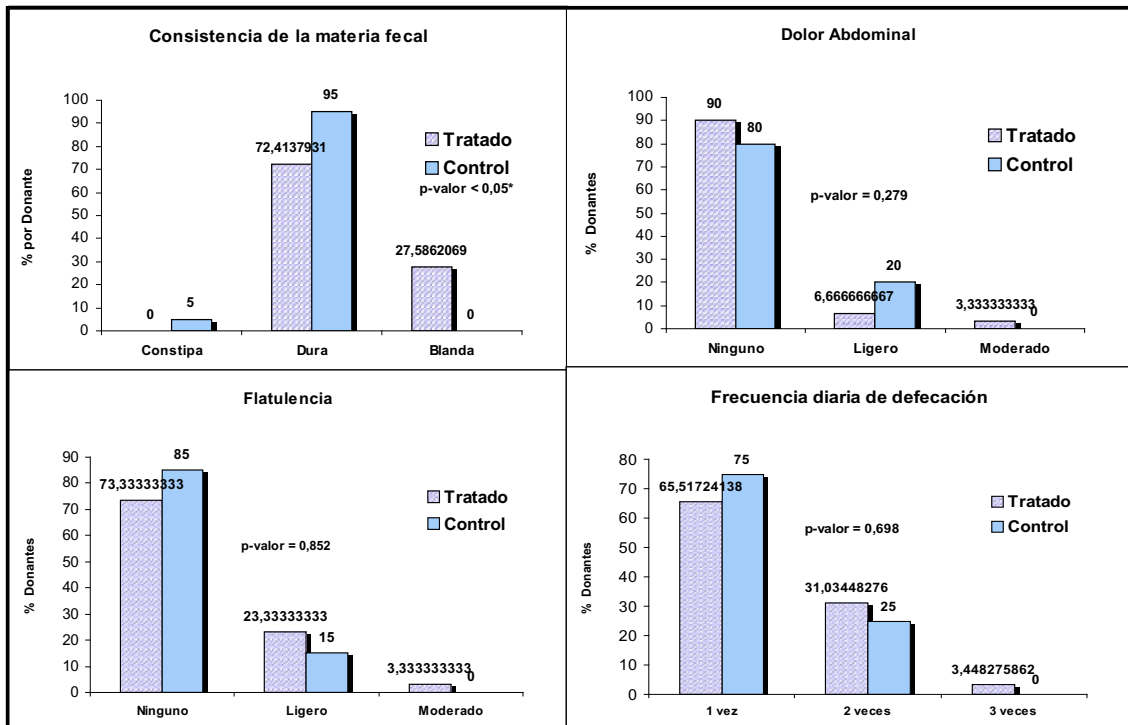 Consistencia de la materia fecal
100
90
80
70
60
50
40
30
20
10
0
% por Donante
0
5
72,4137931
95
27,5862069
0
Tratado
Control
p-valor < 0,05*
Constipa
Dura
Blanda
Dolor Abdominal
100
90
80
70
60
50
40
30
20
10
0
% Donantes
90
80
6,666666667
20
3,333333333
0
Tratado
Control
p-valor = 0,279
Ninguno
Ligero
Moderado
Flatulencia
90
80
70
60
50
40
30
20
10
0
% Donantes
73,33333333
85
23,33333333
15
3,333333333
0
Tratado
Control
p-valor = 0,852
Ninguno
Ligero
Moderado
Frecuencia diaria de defecación
80
70
60
50
40
30
20
10
0
% Donantes
65,51724138
75
31,03448276
25
3,448275862
0
Tratado
Control
p-valor = 0,698
1 vez
2 veces
3 veces